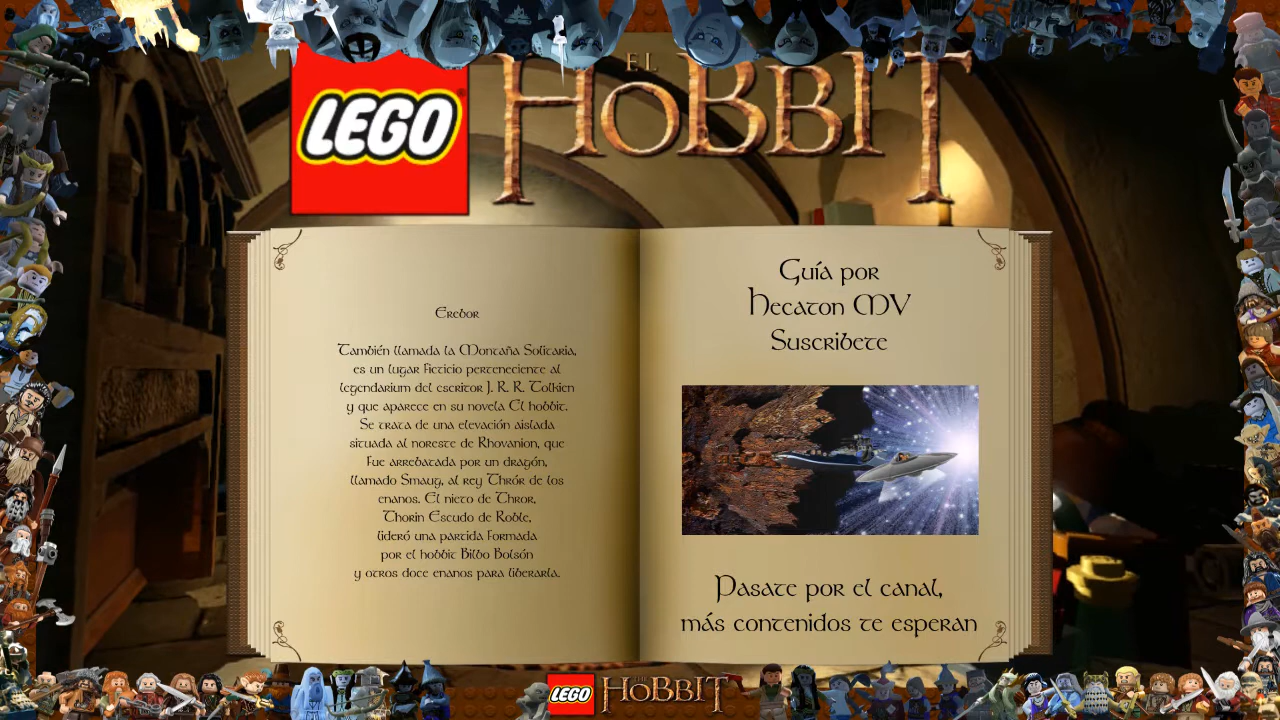 LEGO
EL
HOBBIT
Erebor
También llamada la Montaña Solitaria,
es un lugar ficticio perteneciente al
legendarium del escritor J. R. R. Tolkien
y que aparece en su novela El hobbit.
Se trata de una elevación aislada
situada al noreste de Rhovanion, que
fue arrebatada por un dragón,
llamado Smaug, al rey Thrór de los
enanos. El nieto de Thror,
Thorin Escudo de Roble,
lideró una partida formada
por el hobbit Bilbo Bolsón
y otros doce enanos para liberarla.
Guía por
Hecaton MV
Suscribete
Pasate por el canal,
más contenidos te esperan
LEGO THE HOBBIT